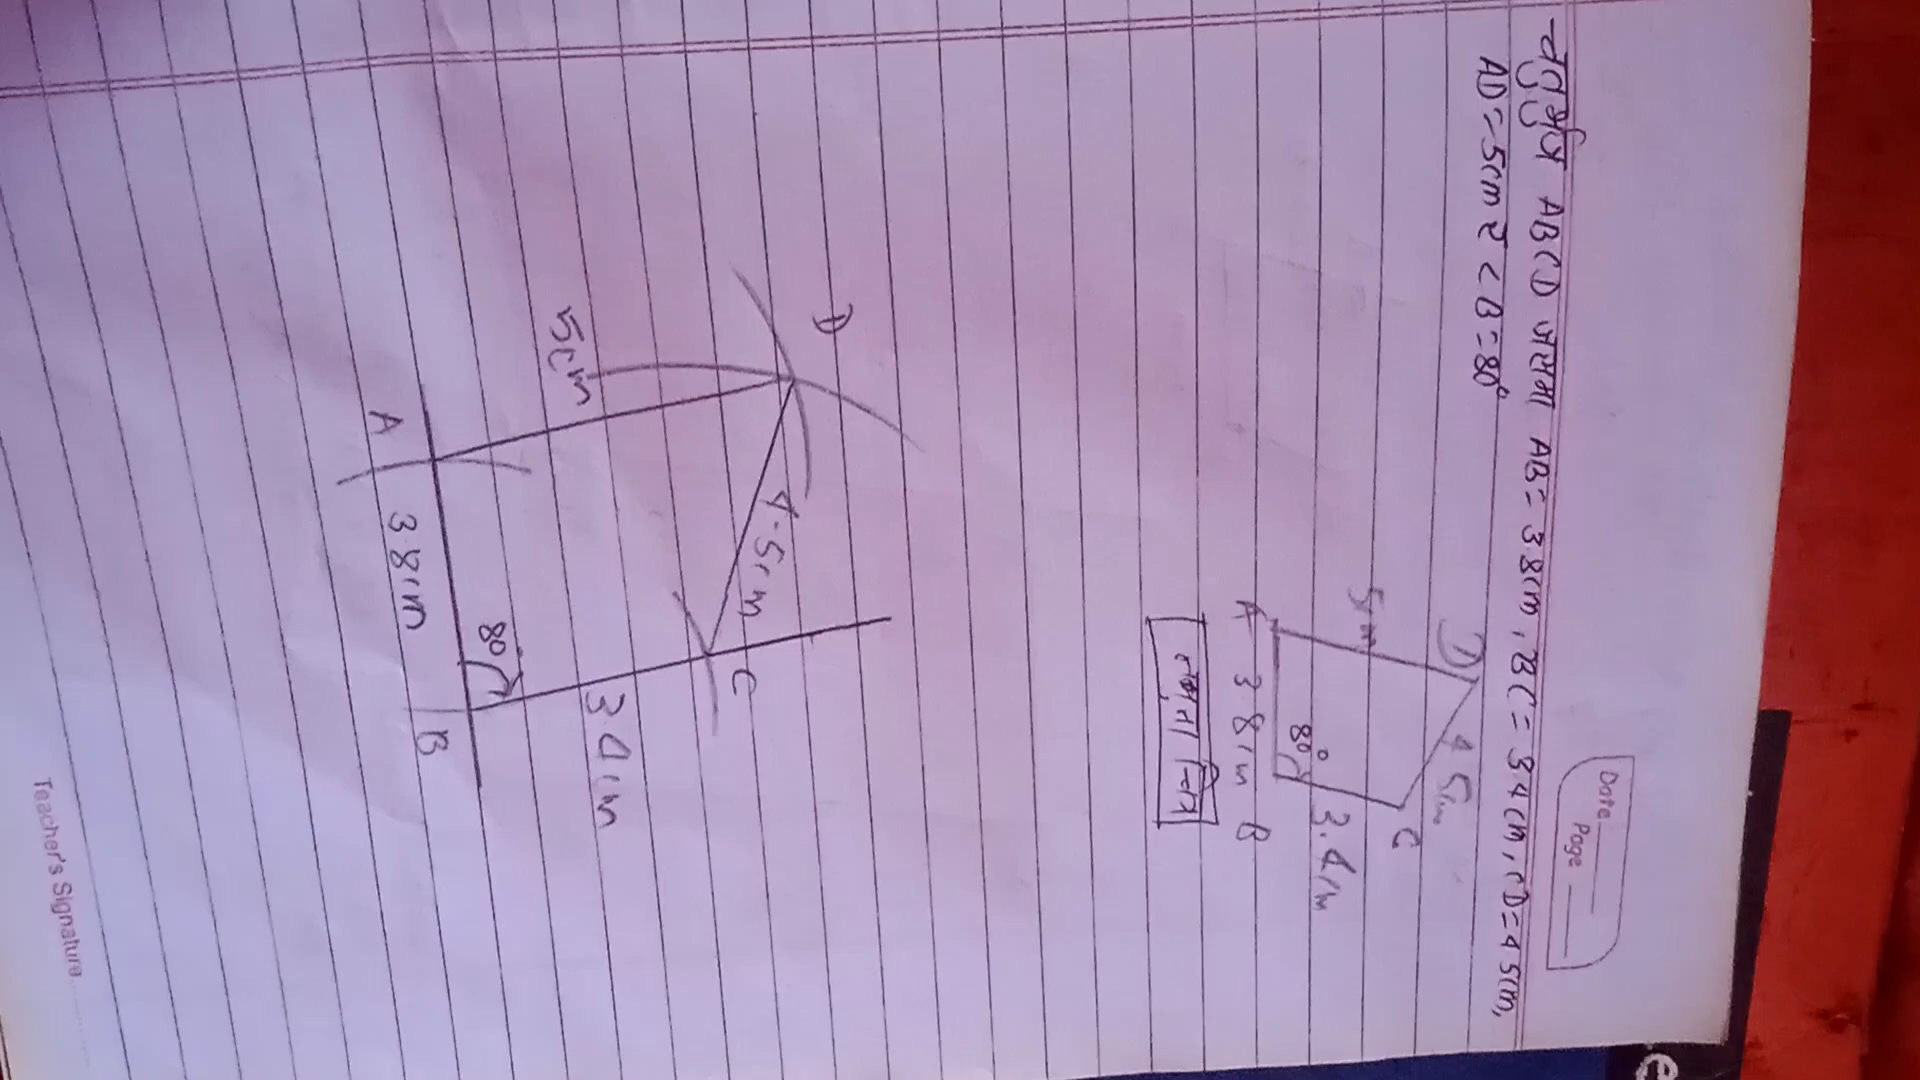 Date
Page
चतुर्भुज ABCD जसमा AB = 3.8cm, BC = 3.4cm, CD = 4.5cm,
AD = 5cm र <B = 80°
D
4.5cm
C
5cm
80°
3.4cm
A 3.8cm B
D
4.5cm
C
5cm
3.4cm
80°
A 3.8cm B
Teacher's Signature